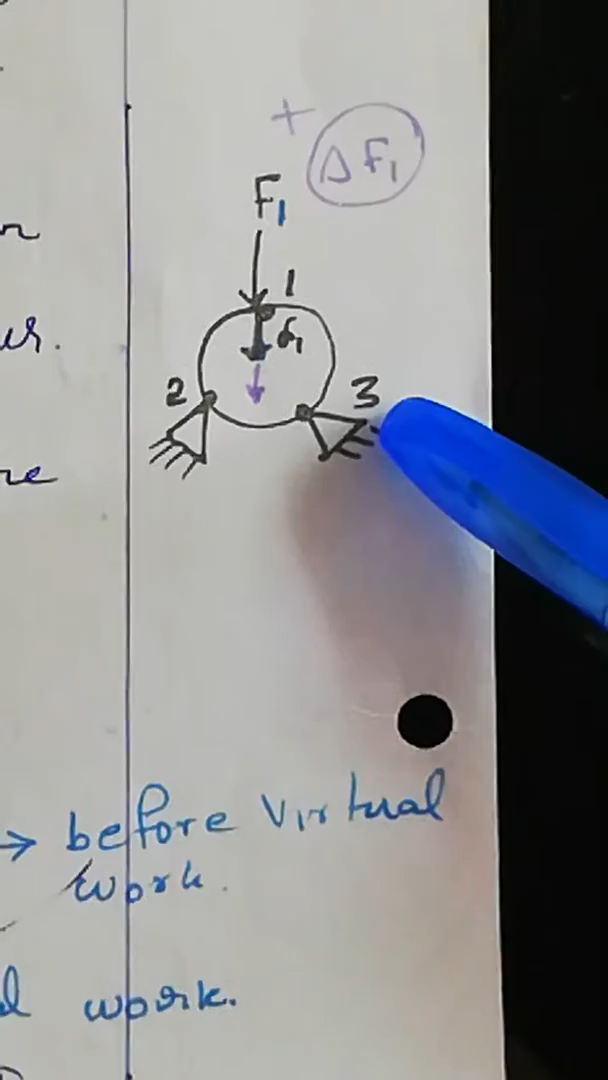 + ΔF₁
F₁
1
δ₁
2
3
→ before Virtual
work.
work.